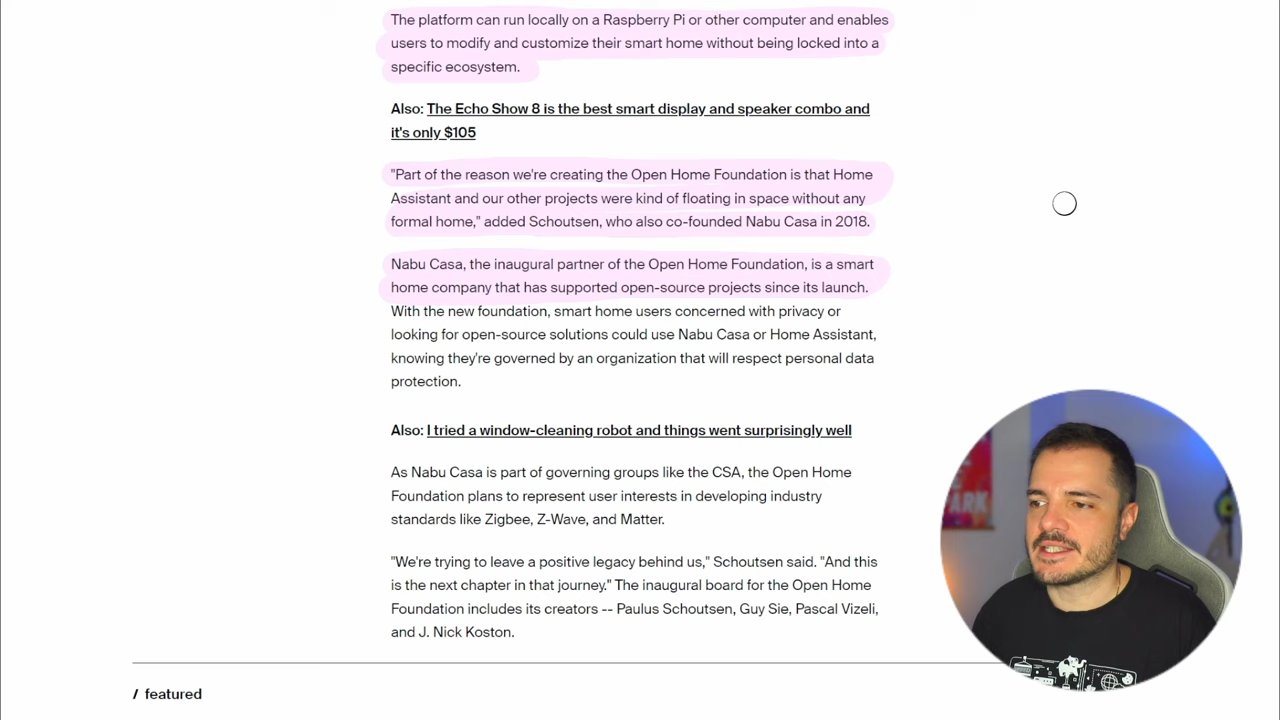 The platform can run locally on a Raspberry Pi or other computer and enables
users to modify and customize their smart home without being locked into a
specific ecosystem.
Also: The Echo Show 8 is the best smart display and speaker combo and
it's only $105
"Part of the reason we're creating the Open Home Foundation is that Home
Assistant and our other projects were kind of floating in space without any
formal home," added Schoutsen, who also co-founded Nabu Casa in 2018.
Nabu Casa, the inaugural partner of the Open Home Foundation, is a smart
home company that has supported open-source projects since its launch.
With the new foundation, smart home users concerned with privacy or
looking for open-source solutions could use Nabu Casa or Home Assistant,
knowing they're governed by an organization that will respect personal data
protection.
Also: I tried a window-cleaning robot and things went surprisingly well
As Nabu Casa is part of governing groups like the CSA, the Open Home
Foundation plans to represent user interests in developing industry
standards like Zigbee, Z-Wave, and Matter.
"We're trying to leave a positive legacy behind us," Schoutsen said. "And this
is the next chapter in that journey." The inaugural board for the Open Home
Foundation includes its creators -- Paulus Schoutsen, Guy Sie, Pascal Vizeli,
and J. Nick Koston.
/ featured